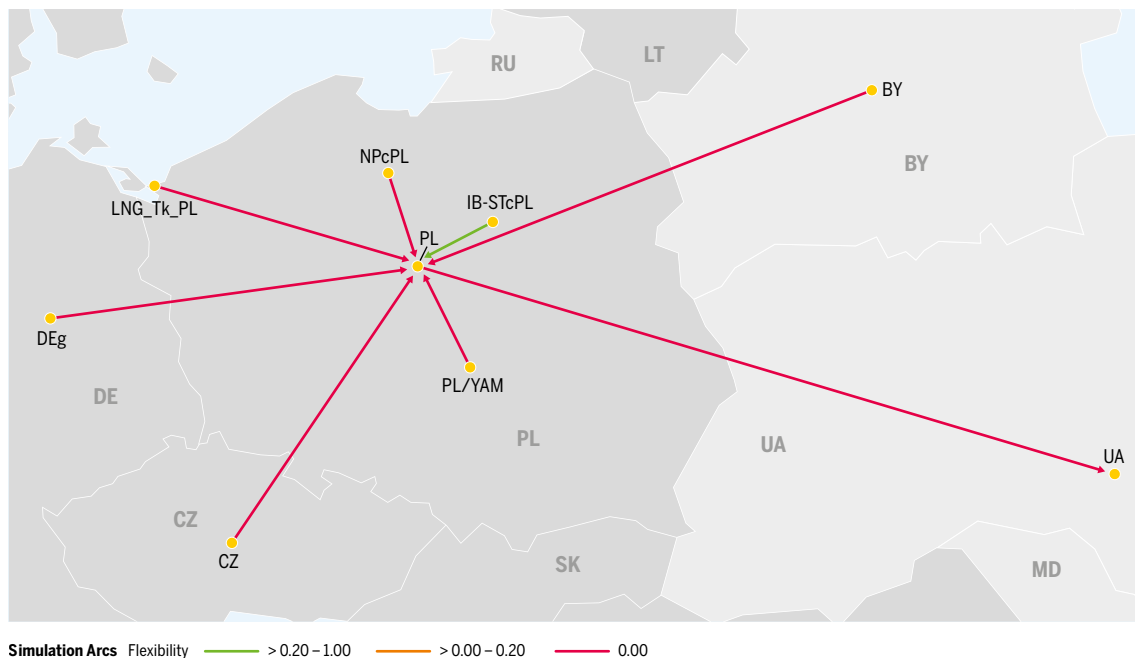 RU
LT
BY
BY
NPcPL
LNG_Tk_PL
IB-STcPL
PL
DEg
PL/YAM
DE
PL
UA
UA
CZ
CZ
SK
MD
Simulation Arcs Flexibility > 0.20 – 1.00 > 0.00 – 0.20 0.00